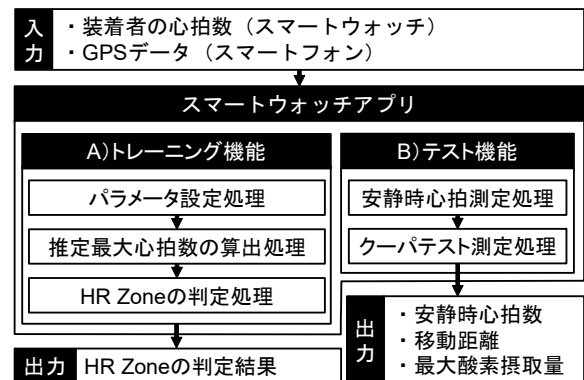 入力
・装着者の心拍数（スマートウォッチ）
・GPSデータ（スマートフォン）
スマートウォッチアプリ
A)トレーニング機能
パラメータ設定処理
推定最大心拍数の算出処理
HR Zoneの判定処理
B)テスト機能
安静時心拍測定処理
クーパテスト測定処理
出力
HR Zoneの判定結果
出力
・安静時心拍数
・移動距離
・最大酸素摂取量